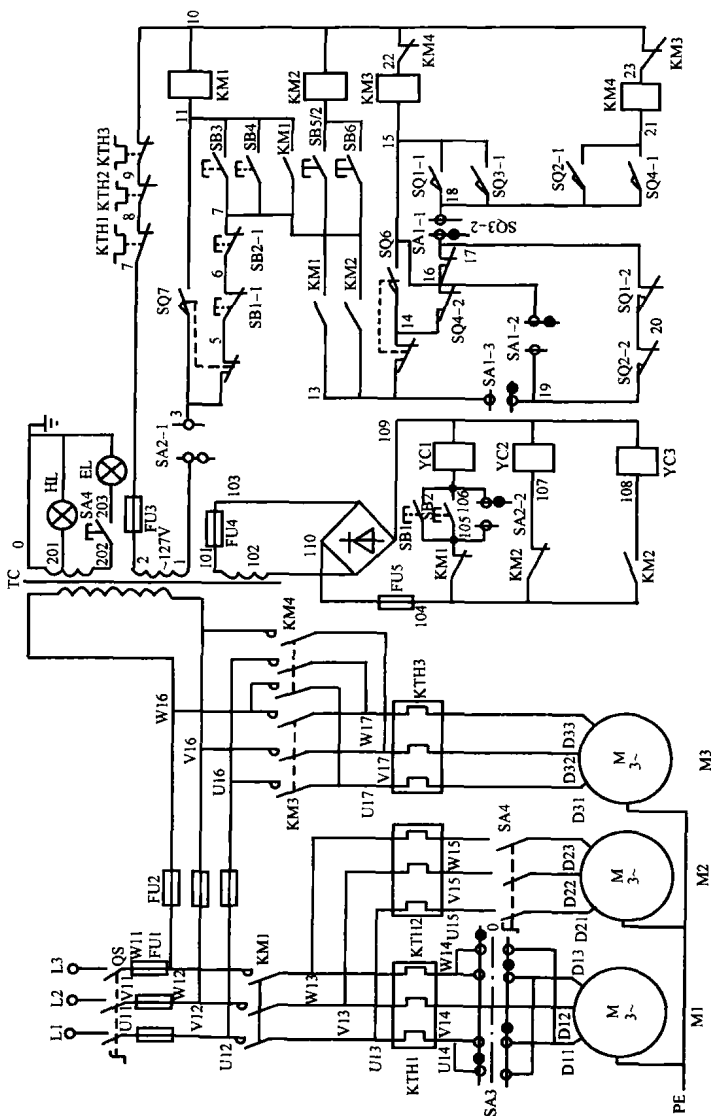 L1
L2
L3
QS
U11
V11
W11
FU1
U12
V12
W12
FU2
U16
V16
W16
KM1
KM3
KM4
U13
V13
W13
U17
V17
W17
KTH1
KTH2
KTH3
U14
V14
W14
U15
V15
W15
SA3
0
SA4
D11
D12
D13
D21
D22
D23
D31
D32
D33
M
3~
M
3~
M
3~
PE
M1
M2
M3
TC
0
201
HL
202
SA4
203
EL
2
~127V
1
FU3
7
KTH1
8
KTH2
9
KTH3
10
101
FU4
102
103
110
FU5
104
109
SA2-1
3
SQ7
5
SB1-1
6
SB2-1
7
SB3
SB4
KM1
11
KM1
13
KM1
KM2
SB5/2
SB6
KM2
SQ6
14
SQ4-2
15
16
KM3
22
KM4
SA1-3
SA1-2
19
SA1-1
SQ3-2
17
18
SQ1-1
SQ3-1
SQ2-1
SQ4-1
21
KM4
23
KM3
SQ2-2
20
SQ1-2
KM1
SB1
SB2
105
106
SA2-2
YC1
KM2
107
YC2
KM2
108
YC3